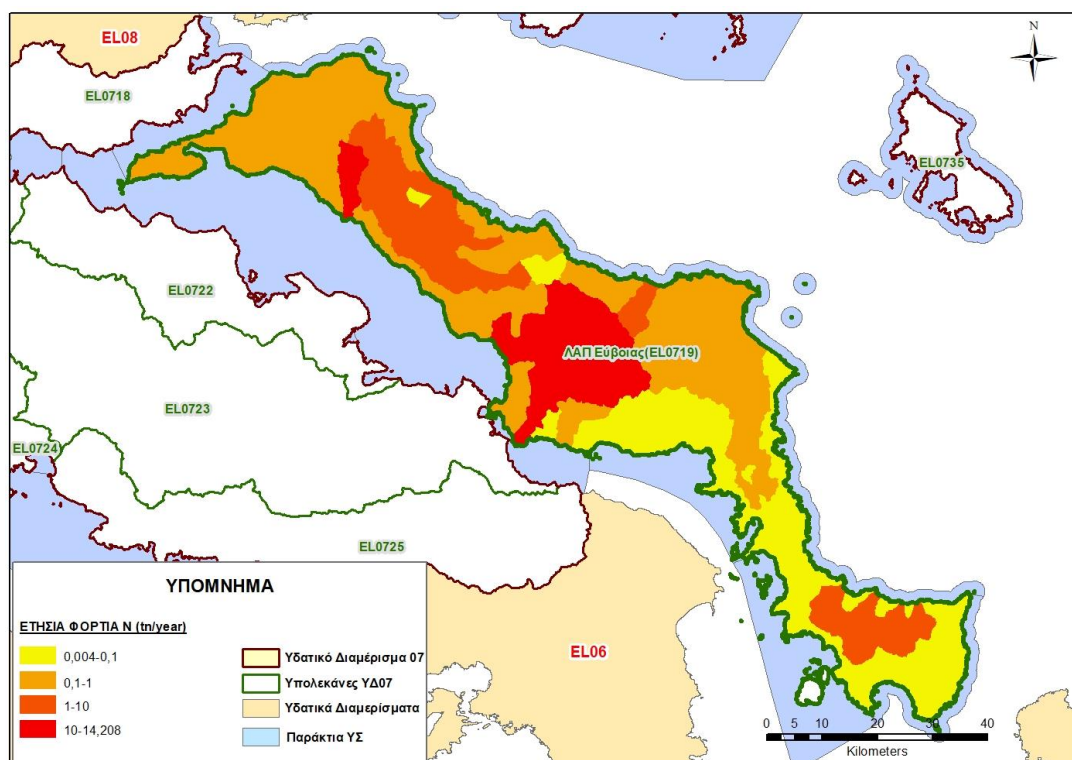 EL08
N
EL0718
EL0735
EL0722
ΛΑΠ Εύβοιας(EL0719)
EL0723
EL0724
EL0725
EL06
ΥΠΟΜΝΗΜΑ
ΕΤΗΣΙΑ ΦΟΡΤΙΑ Ν (tn/year)
0,004-0,1
0,1-1
1-10
10-14,208
Υδατικό Διαμέρισμα 07
Υπολεκάνες ΥΔ07
Υδατικά Διαμερίσματα
Παράκτια ΥΣ
0 5 10 20 30 40
Kilometers